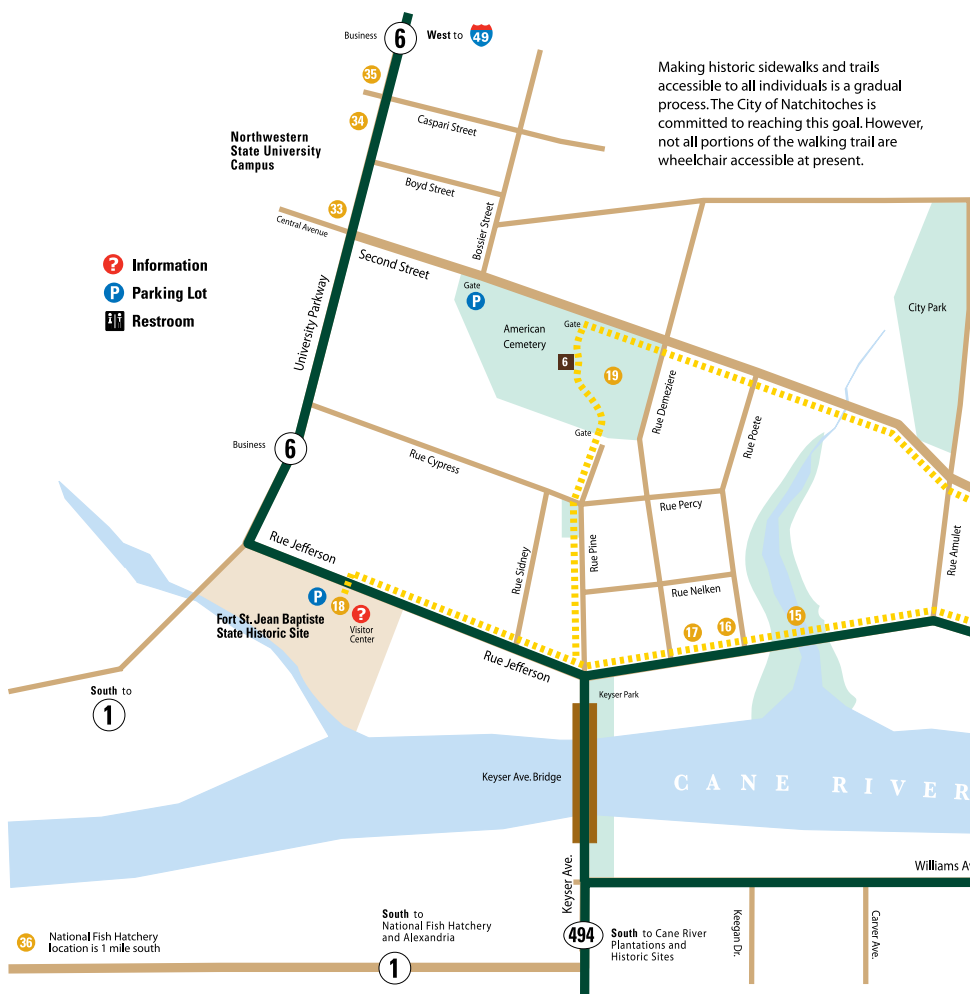 Business
6
West to
49
Making historic sidewalks and trails
accessible to all individuals is a gradual
process. The City of Natchitoches is
committed to reaching this goal. However,
not all portions of the walking trail are
wheelchair accessible at present.
35
34
Caspari Street
Northwestern
State University
Campus
Boyd Street
33
Central Avenue
Bossier Street
Second Street
? Information
P Parking Lot
Restroom
University Parkway
Gate
P
American
Cemetery
Gate
6
19
Gate
City Park
Rue Demeziere
Rue Poete
Business
6
Rue Cypress
Rue Percy
Rue Jefferson
Rue Sidney
Rue Pine
Rue Amulet
Rue Nelken
P
18
?
Visitor
Center
Fort St. Jean Baptiste
State Historic Site
17
16
15
Rue Jefferson
South to
1
Keyser Park
Keyser Ave. Bridge
CANE RIVER
Keyser Ave.
Williams Av
36
National Fish Hatchery
location is 1 mile south
South to
National Fish Hatchery
and Alexandria
1
494
South to Cane River
Plantations and
Historic Sites
Keegan Dr.
Carver Ave.